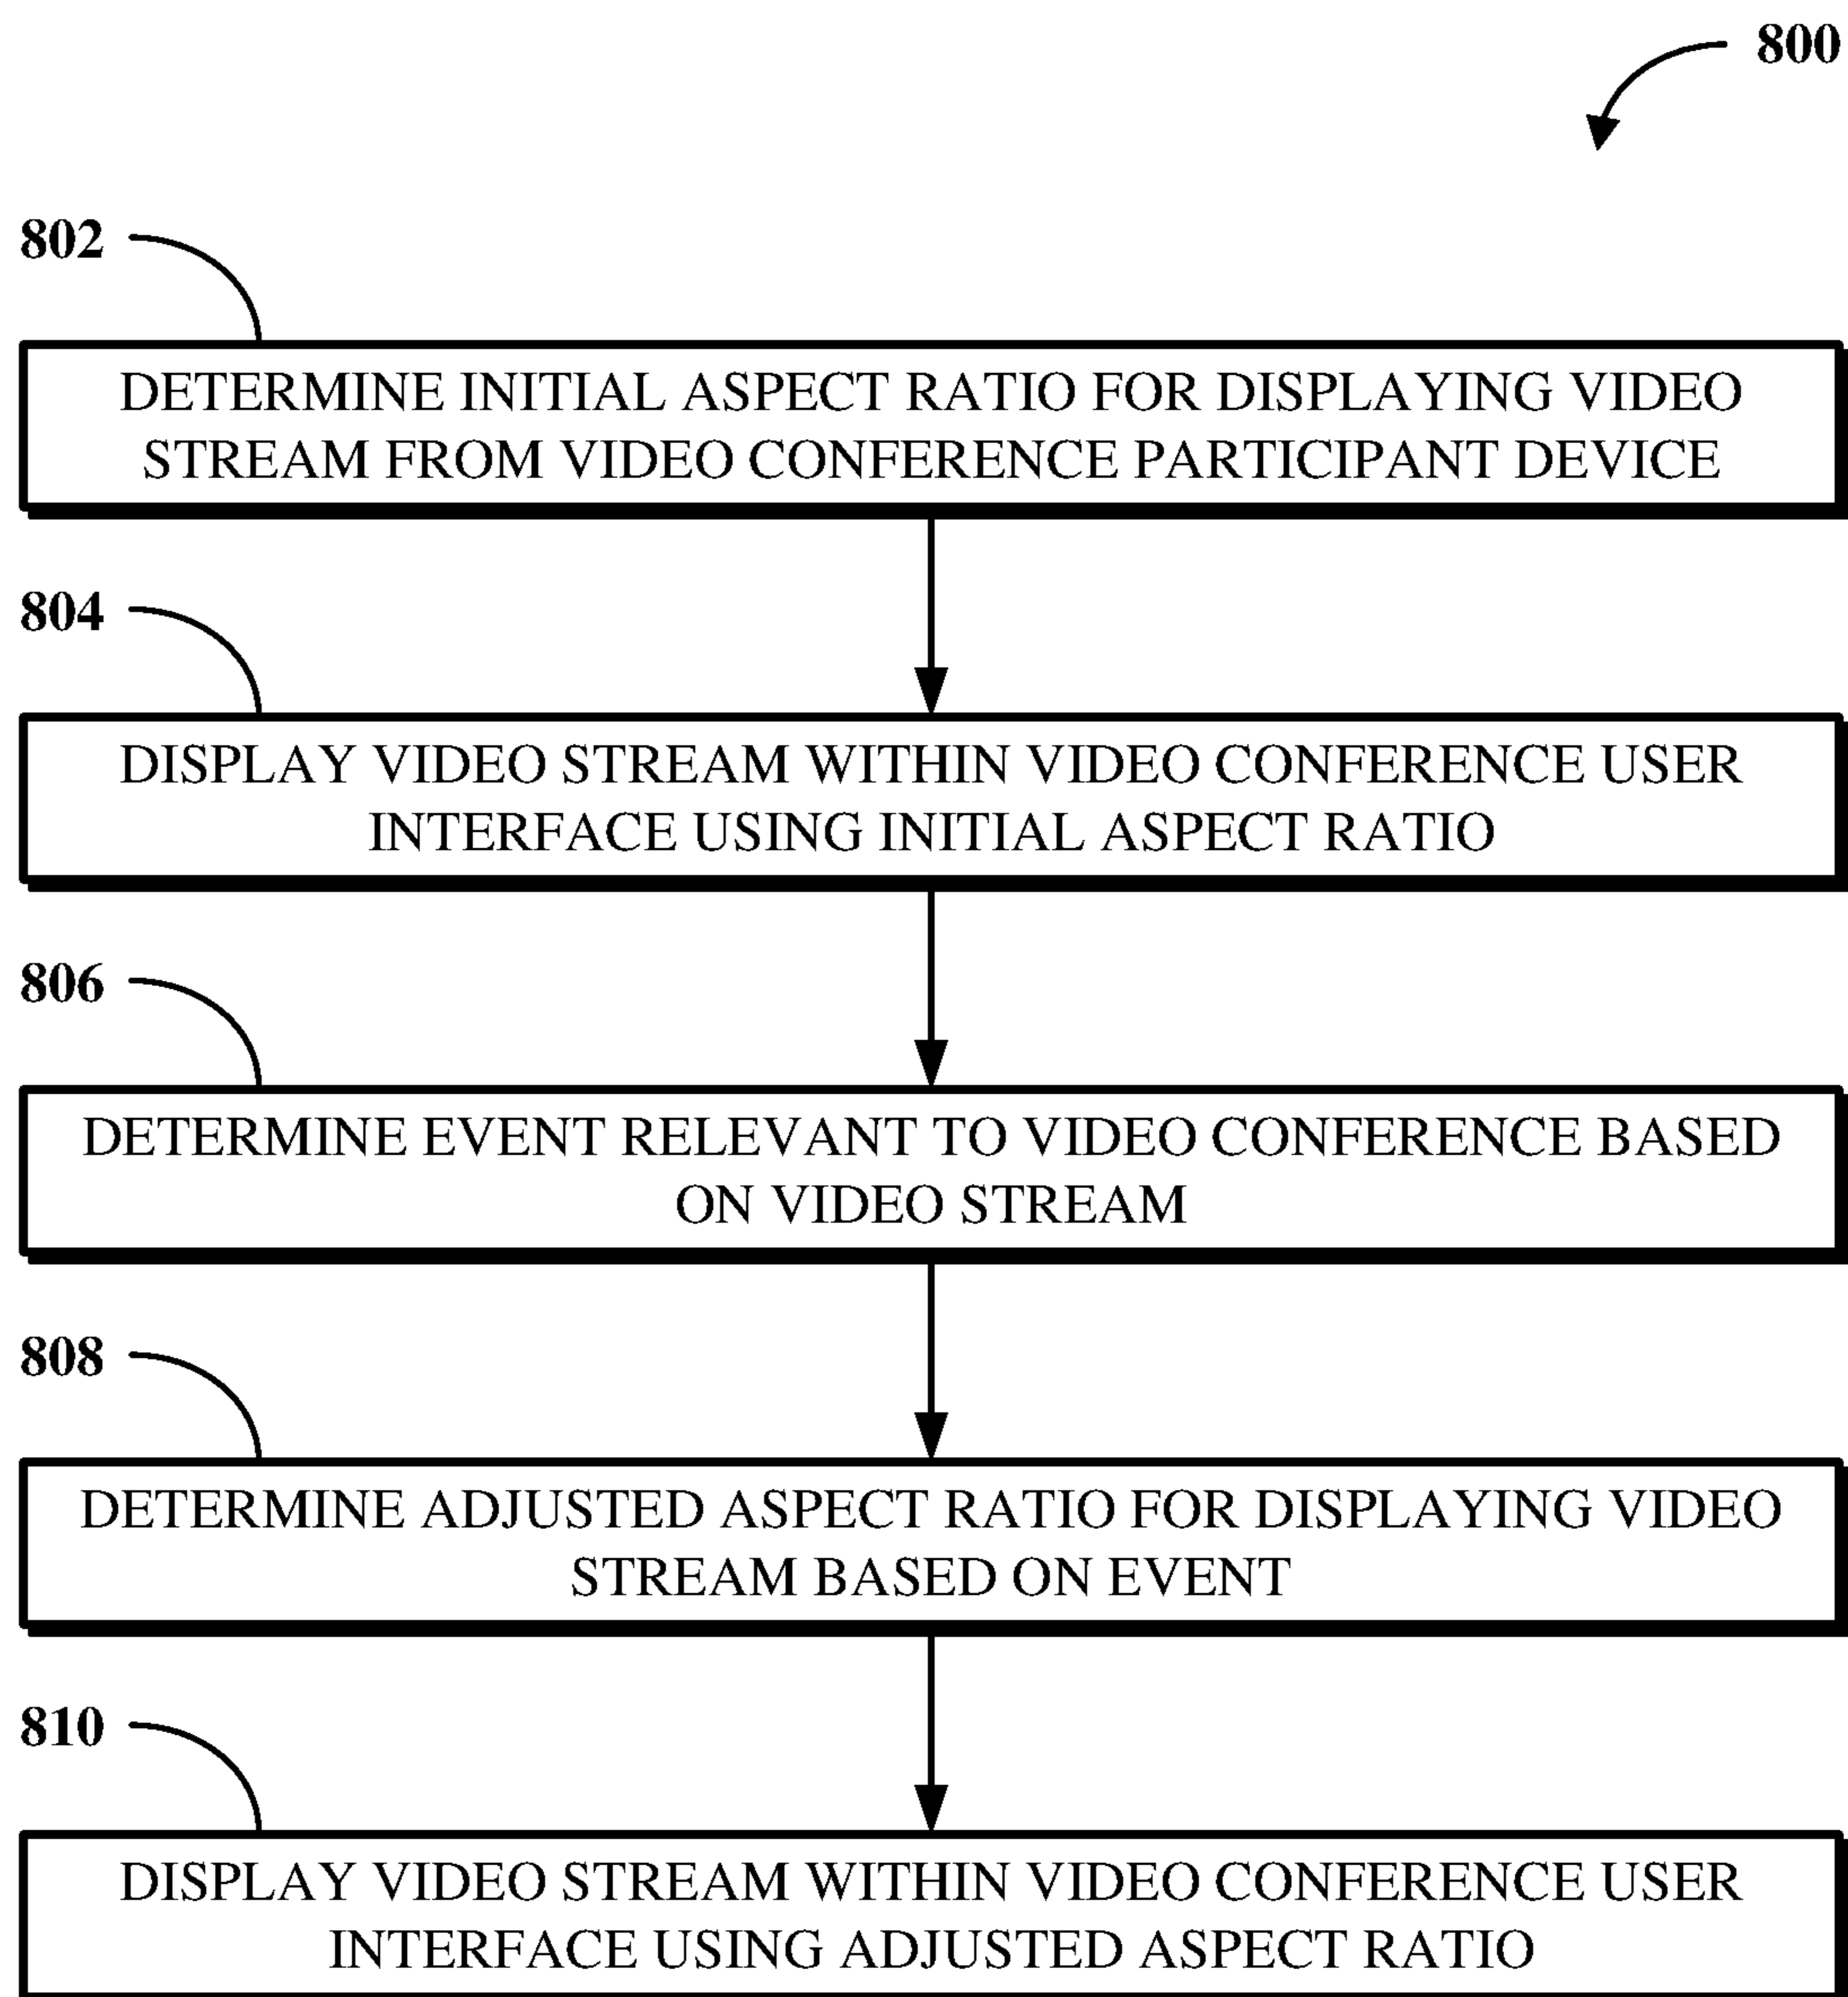 800
802
DETERMINE INITIAL ASPECT RATIO FOR DISPLAYING VIDEO
STREAM FROM VIDEO CONFERENCE PARTICIPANT DEVICE
804
DISPLAY VIDEO STREAM WITHIN VIDEO CONFERENCE USER
INTERFACE USING INITIAL ASPECT RATIO
806
DETERMINE EVENT RELEVANT TO VIDEO CONFERENCE BASED
ON VIDEO STREAM
808
DETERMINE ADJUSTED ASPECT RATIO FOR DISPLAYING VIDEO
STREAM BASED ON EVENT
810
DISPLAY VIDEO STREAM WITHIN VIDEO CONFERENCE USER
INTERFACE USING ADJUSTED ASPECT RATIO